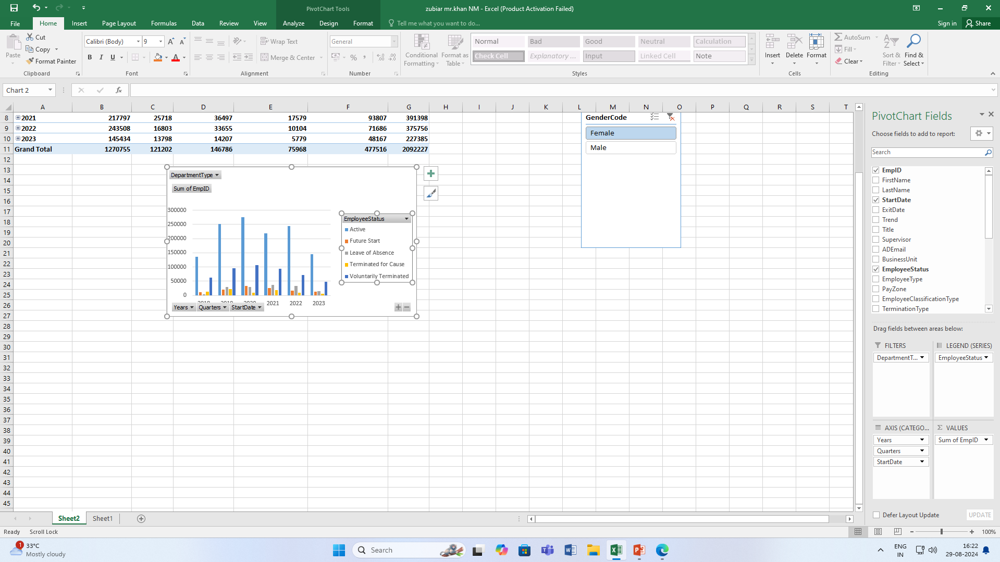 PivotChart Tools
zubiar mr.khan NM - Excel (Product Activation Failed)
File Home Insert Page Layout Formulas Data Review View Analyze Design Format Tell me what you want to do... Sign in Share
Paste
Cut
Copy
Format Painter
Clipboard
Calibri (Body) 9
B I U
Font
Wrap Text
Merge & Center
Alignment
General
Number
Conditional Formatting
Format as Table
Normal Bad Good Neutral Calculation
Check Cell Explanatory ... Input Linked Cell Note
Styles
Insert Delete Format
Cells
AutoSum
Fill
Clear
Sort & Filter
Find & Select
Editing
Chart 2
fx
A B C D E F G H I J K L M N O P Q R S T
8 2021 217797 25718 36497 17579 93807 391398
9 2022 243508 16803 33655 10104 71686 375756
10 2023 145434 13798 14207 5779 48167 227385
11 Grand Total 1270755 121202 146786 75968 477516 2092227
12
13
14
15
16
17
18
19
20
21
22
23
24
25
26
27
28
29
30
31
32
33
34
35
36
37
38
39
40
41
42
43
44
45
DepartmentType
Sum of EmpID
300000
250000
200000
150000
100000
50000
0
2018 2019 2020 2021 2022 2023
Years Quarters StartDate
EmployeeStatus
Active
Future Start
Leave of Absence
Terminated for Cause
Voluntarily Terminated
GenderCode
Female
Male
PivotChart Fields
Choose fields to add to report:
Search
EmpID
FirstName
LastName
StartDate
ExitDate
Trend
Title
Supervisor
ADEmail
BusinessUnit
EmployeeStatus
EmployeeType
PayZone
EmployeeClassificationType
TerminationType
Drag fields between areas below:
FILTERS
DepartmentT...
LEGEND (SERIES)
EmployeeStatus
AXIS (CATEGO...
Years
Quarters
StartDate
VALUES
Sum of EmpID
Defer Layout Update UPDATE
Sheet2 Sheet1
Ready Scroll Lock
100%
1
33°C
Mostly cloudy
Search
ENG
IN
16:22
29-08-2024